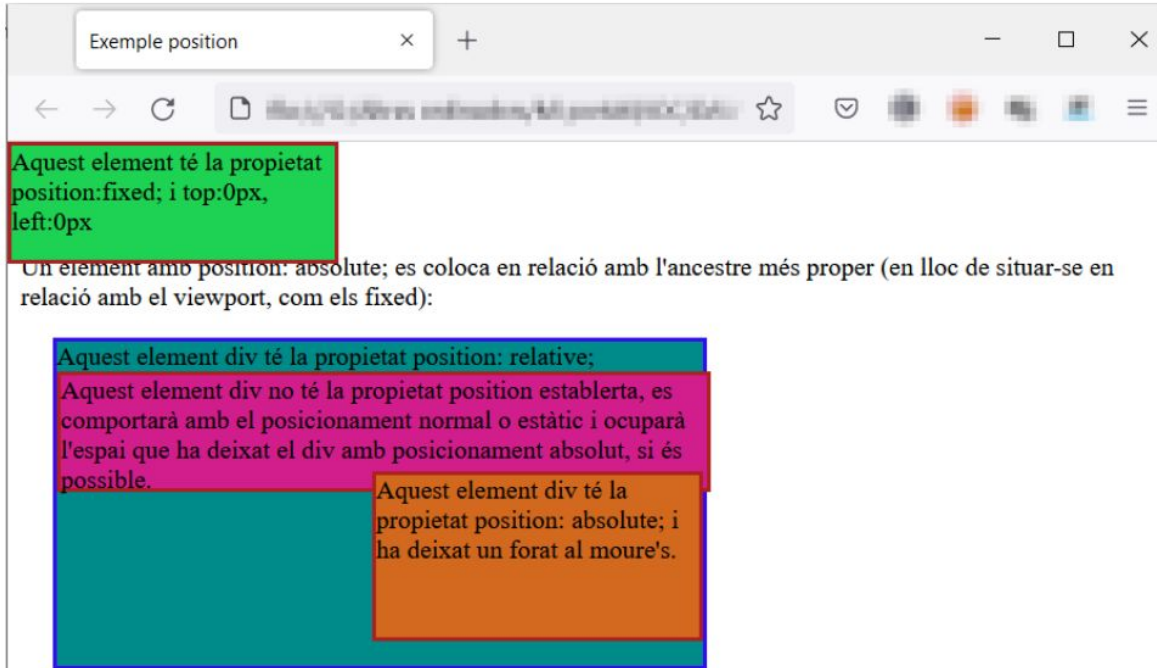 Exemple position
Aquest element té la propietat
position:fixed; i top:0px,
left:0px
Un element amb position: absolute; es coloca en relació amb l'ancestre més proper (en lloc de situar-se en
relació amb el viewport, com els fixed):
Aquest element div té la propietat position: relative;
Aquest element div no té la propietat position establerta, es
comportarà amb el posicionament normal o estàtic i ocuparà
l'espai que ha deixat el div amb posicionament absolut, si és
possible.
Aquest element div té la
propietat position: absolute; i
ha deixat un forat al moure's.